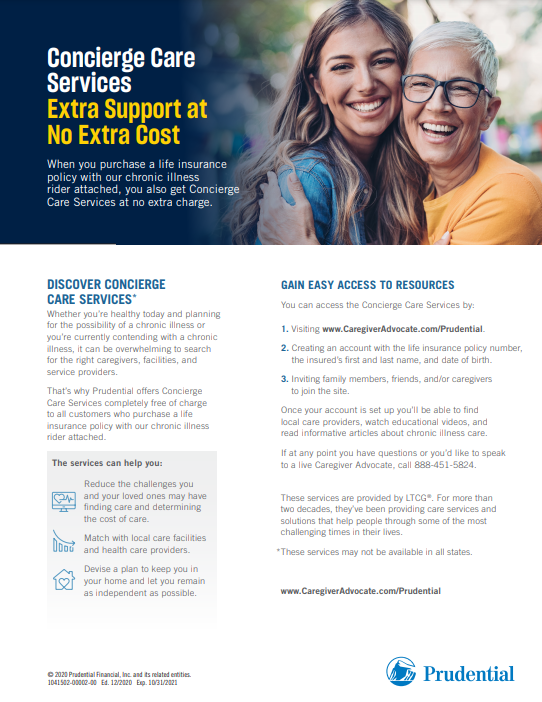 Concierge Care
Services
Extra Support at
No Extra Cost
When you purchase a life insurance
policy with our chronic illness
rider attached, you also get Concierge
Care Services at no extra charge.
DISCOVER CONCIERGE
CARE SERVICES*
Whether you're healthy today and planning
for the possibility of a chronic illness or
you're currently contending with a chronic
illness, it can be overwhelming to search
for the right caregivers, facilities, and
service providers.
That's why Prudential offers Concierge
Care Services completely free of charge
to all customers who purchase a life
insurance policy with our chronic illness
rider attached.
The services can help you:
Reduce the challenges you
and your loved ones may have
finding care and determining
the cost of care.
Match with local care facilities
and health care providers.
Devise a plan to keep you in
your home and let you remain
as independent as possible.
GAIN EASY ACCESS TO RESOURCES
You can access the Concierge Care Services by:
1. Visiting www.CaregiverAdvocate.com/Prudential.
2. Creating an account with the life insurance policy number,
the insured's first and last name, and date of birth.
3. Inviting family members, friends, and/or caregivers
to join the site.
Once your account is set up you'll be able to find
local care providers, watch educational videos, and
read informative articles about chronic illness care.
If at any point you have questions or you'd like to speak
to a live Caregiver Advocate, call 888-451-5824.
These services are provided by LTCG®. For more than
two decades, they've been providing care services and
solutions that help people through some of the most
challenging times in their lives.
*These services may not be available in all states.
www.CaregiverAdvocate.com/Prudential
© 2020 Prudential Financial, Inc. and its related entities.
1041502-00002-00 Ed. 12/2020 Exp. 10/31/2021
Prudential